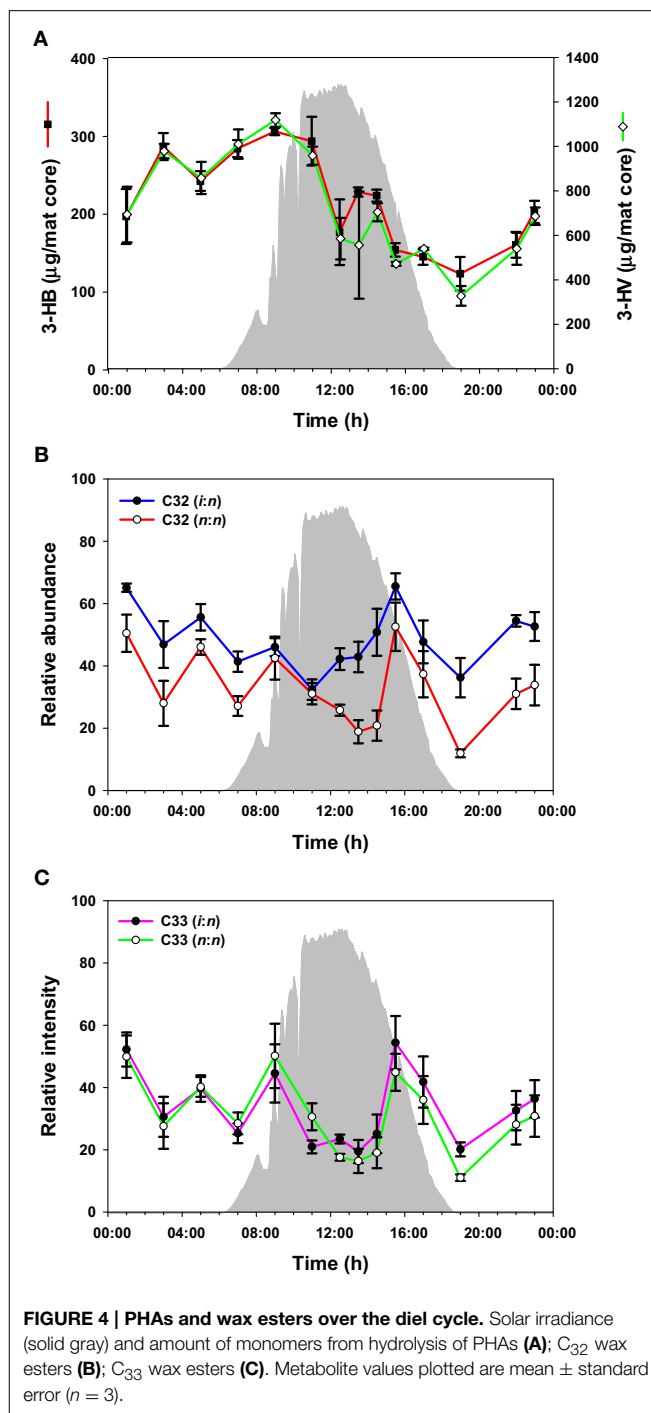 A
3-HB (µg/mat core)
400
300
200
100
0
1400
1200
1000
800
600
400
200
0
3-HV (µg/mat core)
00:00 04:00 08:00 12:00 16:00 20:00 00:00
Time (h)
B
C32 (i:n)
C32 (n:n)
Relative abundance
100
80
60
40
20
0
00:00 04:00 08:00 12:00 16:00 20:00 00:00
Time (h)
C
C33 (i:n)
C33 (n:n)
Relative intensity
100
80
60
40
20
0
00:00 04:00 08:00 12:00 16:00 20:00 00:00
Time (h)
FIGURE 4 | PHAs and wax esters over the diel cycle. Solar irradiance
(solid gray) and amount of monomers from hydrolysis of PHAs (A); C32 wax
esters (B); C33 wax esters (C). Metabolite values plotted are mean ± standard
error (n = 3).